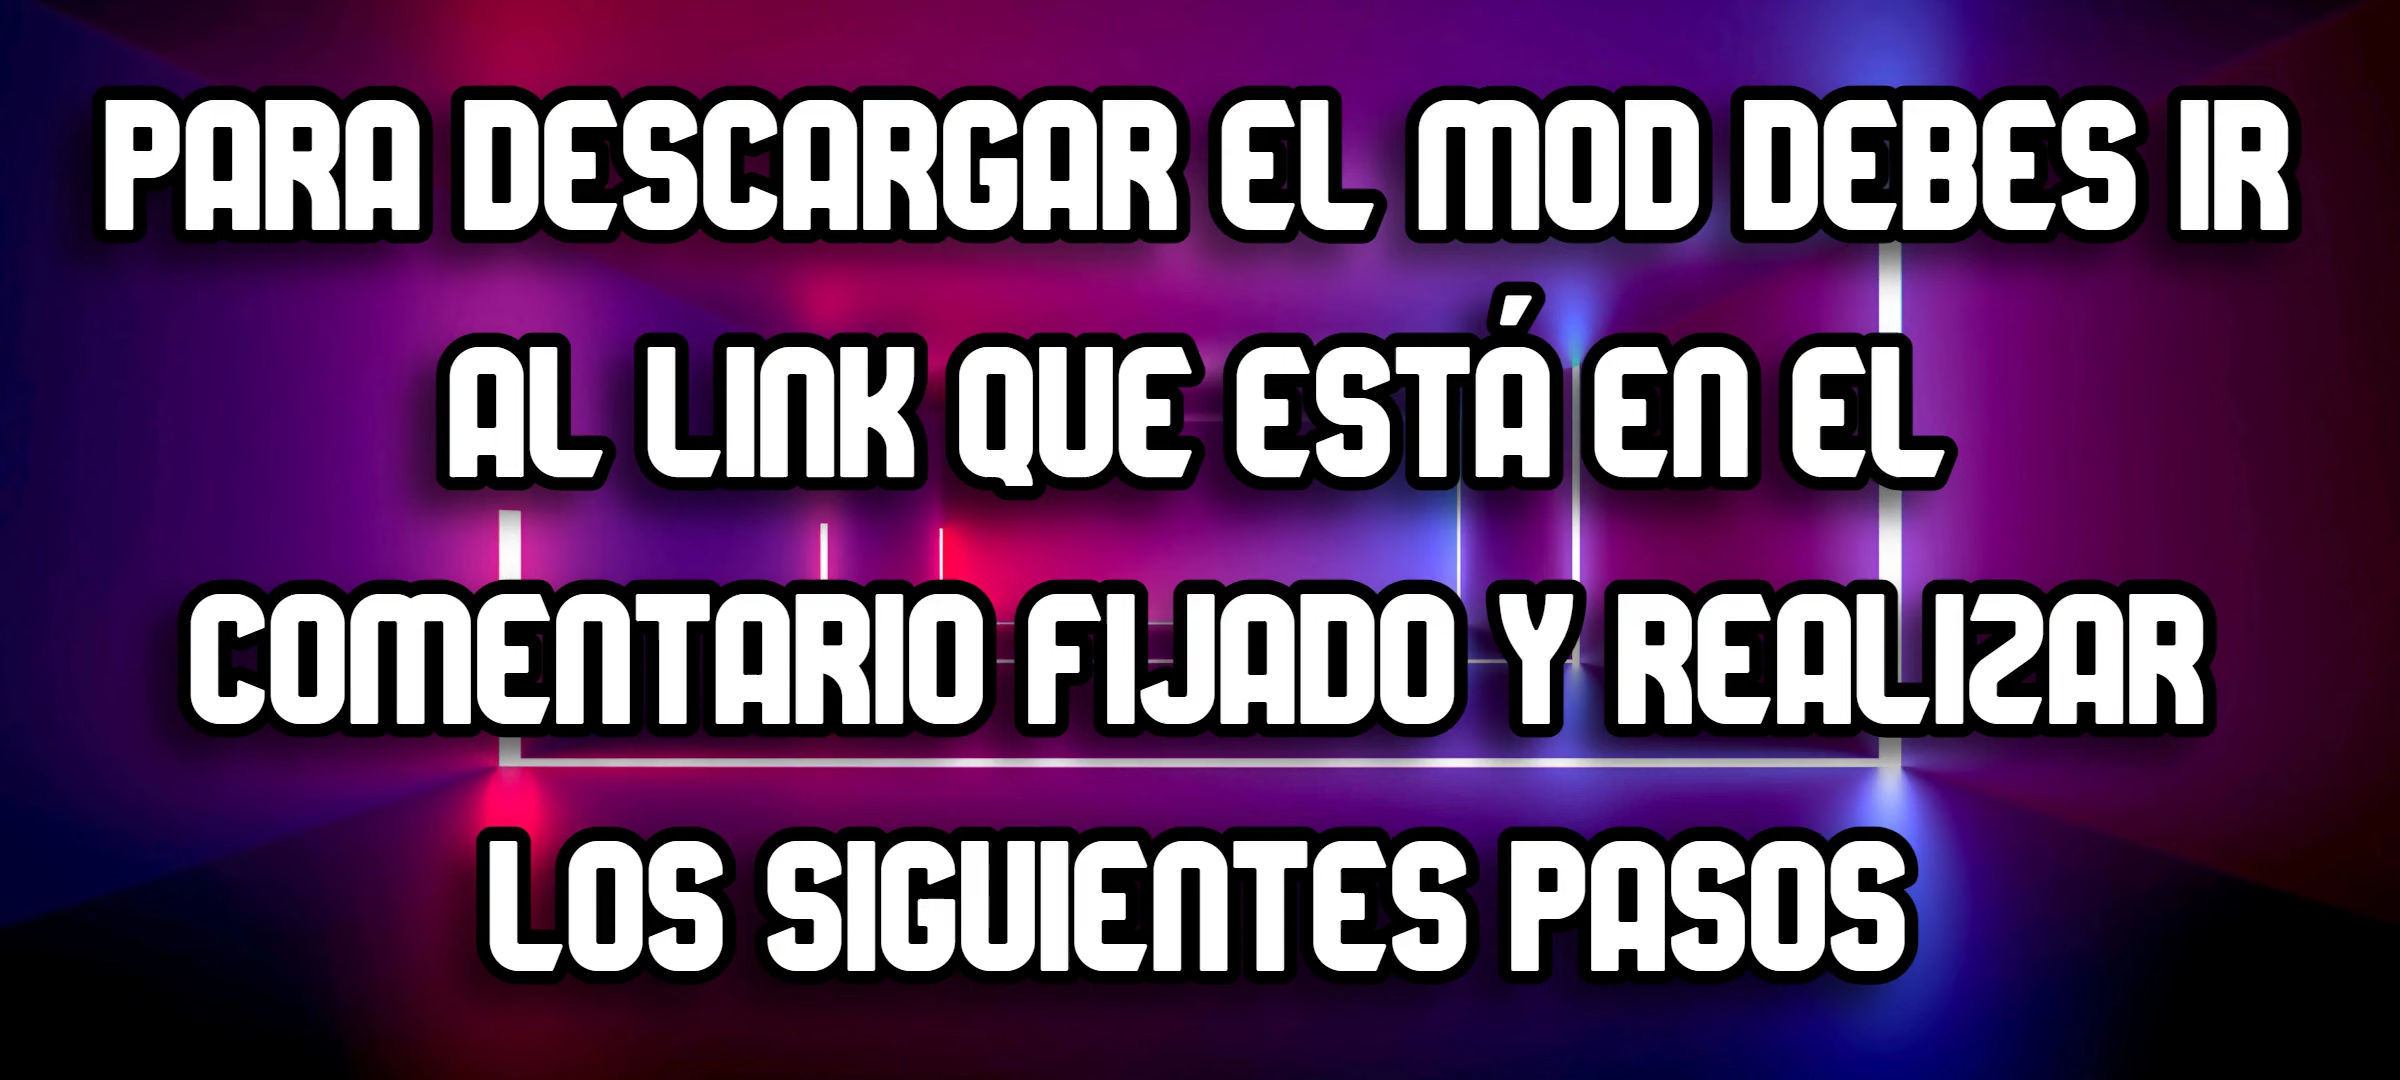 PARA DESCARGAR EL MOD DEBES IR
AL LINK QUE ESTÁ EN EL
COMENTARIO FIJADO Y REALIZAR
LOS SIGUIENTES PASOS